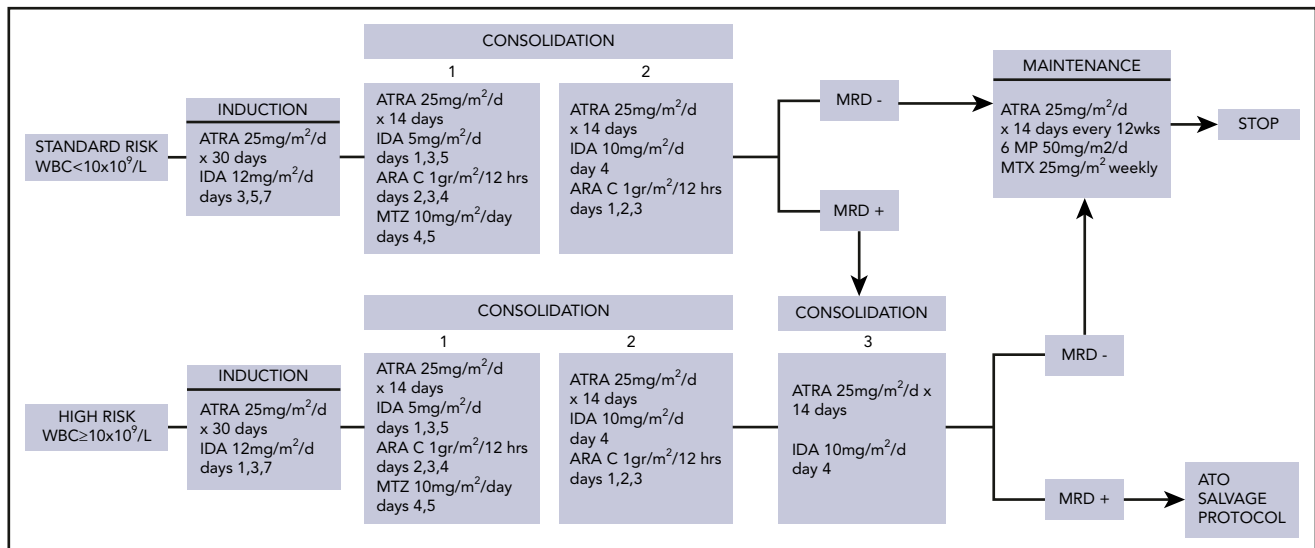 CONSOLIDATION
1
2
STANDARD RISK
WBC<10x10⁹/L
INDUCTION
ATRA 25mg/m²/d
x 30 days
IDA 12mg/m²/d
days 3,5,7
ATRA 25mg/m²/d
x 14 days
IDA 5mg/m²/d
days 1,3,5
ARA C 1gr/m²/12 hrs
days 2,3,4
MTZ 10mg/m²/day
days 4,5
ATRA 25mg/m²/d
x 14 days
IDA 10mg/m²/d
day 4
ARA C 1gr/m²/12 hrs
days 1,2,3
MRD -
MRD +
MAINTENANCE
ATRA 25mg/m²/d
x 14 days every 12wks
6 MP 50mg/m2/d
MTX 25mg/m² weekly
STOP
CONSOLIDATION
1
2
HIGH RISK
WBC≥10x10⁹/L
INDUCTION
ATRA 25mg/m²/d
x 30 days
IDA 12mg/m²/d
days 1,3,7
ATRA 25mg/m²/d
x 14 days
IDA 5mg/m²/d
days 1,3,5
ARA C 1gr/m²/12 hrs
days 2,3,4
MTZ 10mg/m²/day
days 4,5
ATRA 25mg/m²/d
x 14 days
IDA 10mg/m²/d
day 4
ARA C 1gr/m²/12 hrs
days 1,2,3
CONSOLIDATION
3
ATRA 25mg/m²/d x
14 days
IDA 10mg/m²/d
day 4
MRD -
MRD +
ATO
SALVAGE
PROTOCOL